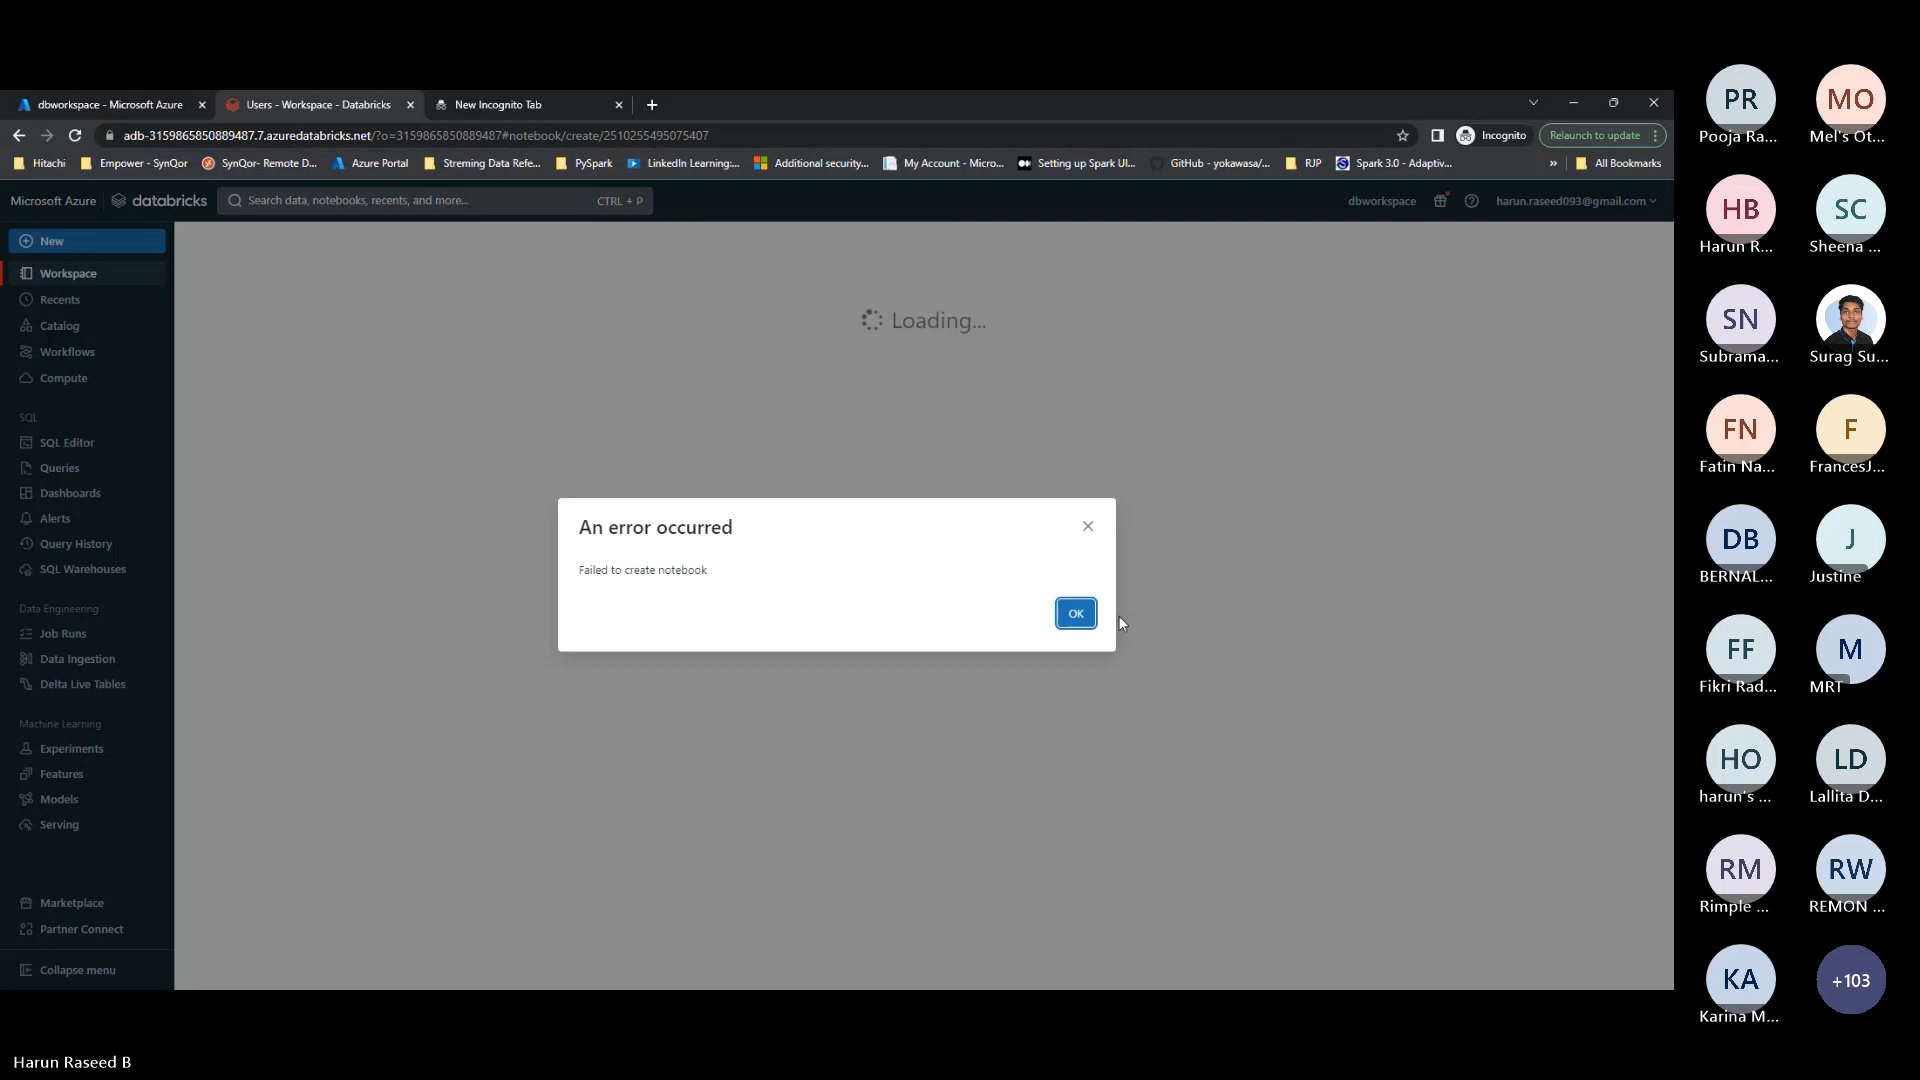 dbworkspace - Microsoft Azure
Users - Workspace - Databricks
New Incognito Tab
adb-3159865850889487.7.azuredatabricks.net/?o=3159865850889487#notebook/create/2510255495075407
Incognito
Relaunch to update
Hitachi
Empower - SynQor
SynQor- Remote D...
Azure Portal
Streming Data Refe...
PySpark
LinkedIn Learning:...
Additional security...
My Account - Micro...
Setting up Spark UI...
GitHub - yokawasa/...
RJP
Spark 3.0 - Adaptiv...
»
All Bookmarks
Microsoft Azure
databricks
Search data, notebooks, recents, and more...
CTRL + P
dbworkspace
harun.raseed093@gmail.com
New
Workspace
Recents
Catalog
Workflows
Compute
SQL
SQL Editor
Queries
Dashboards
Alerts
Query History
SQL Warehouses
Data Engineering
Job Runs
Data Ingestion
Delta Live Tables
Machine Learning
Experiments
Features
Models
Serving
Marketplace
Partner Connect
Collapse menu
Loading...
An error occurred
Failed to create notebook
OK
PR
Pooja Ra...
MO
Mel's Ot...
HB
Harun R...
SC
Sheena ...
SN
Subrama...
Surag Su...
FN
Fatin Na...
F
FrancesJ...
DB
BERNAL...
J
Justine
FF
Fikri Rad...
M
MRT
HO
harun's ...
LD
Lallita D...
RM
Rimple ...
RW
REMON ...
KA
Karina M...
+103
Harun Raseed B